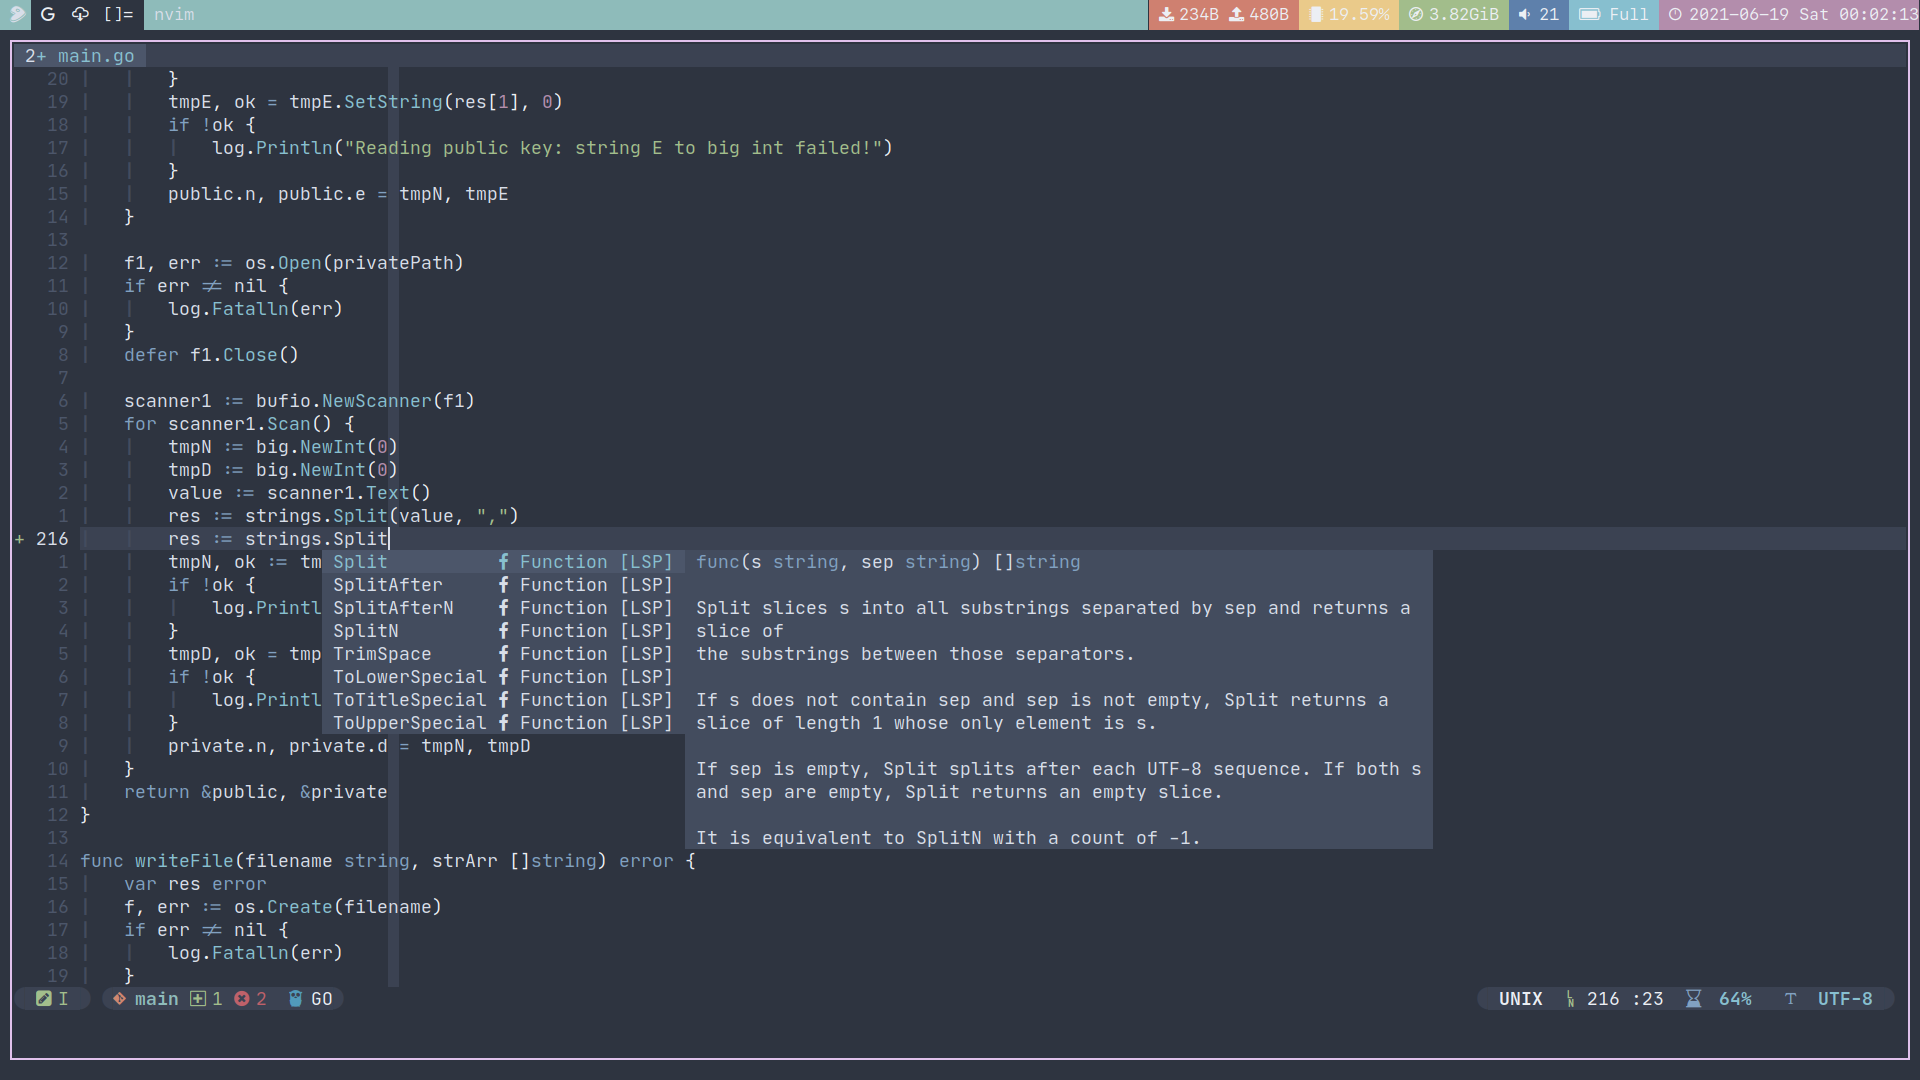 G []= nvim 234B 480B 19.59% 3.82GiB 21 Full 2021-06-19 Sat 00:02:13
2+ main.go
20 }
19 tmpE, ok = tmpE.SetString(res[1], 0)
18 if !ok {
17 log.Println("Reading public key: string E to big int failed!")
16 }
15 public.n, public.e = tmpN, tmpE
14 }
13
12 f1, err := os.Open(privatePath)
11 if err != nil {
10 log.Fatalln(err)
9 }
8 defer f1.Close()
7
6 scanner1 := bufio.NewScanner(f1)
5 for scanner1.Scan() {
4 tmpN := big.NewInt(0)
3 tmpD := big.NewInt(0)
2 value := scanner1.Text()
1 res := strings.Split(value, ",")
+ 216 res := strings.Split
1 tmpN, ok := tm Split f Function [LSP] func(s string, sep string) []string
2 if !ok { SplitAfter f Function [LSP]
3 log.Printl SplitAfterN f Function [LSP] Split slices s into all substrings separated by sep and returns a
4 } SplitN f Function [LSP] slice of
5 tmpD, ok = tmp TrimSpace f Function [LSP] the substrings between those separators.
6 if !ok { ToLowerSpecial f Function [LSP]
7 log.Printl ToTitleSpecial f Function [LSP] If s does not contain sep and sep is not empty, Split returns a
8 } ToUpperSpecial f Function [LSP] slice of length 1 whose only element is s.
9 private.n, private.d = tmpN, tmpD
10 } If sep is empty, Split splits after each UTF-8 sequence. If both s
11 return &public, &private and sep are empty, Split returns an empty slice.
12 }
13 It is equivalent to SplitN with a count of -1.
14 func writeFile(filename string, strArr []string) error {
15 var res error
16 f, err := os.Create(filename)
17 if err != nil {
18 log.Fatalln(err)
19 }
I main 1 2 GO UNIX LN 216 :23 64% T UTF-8